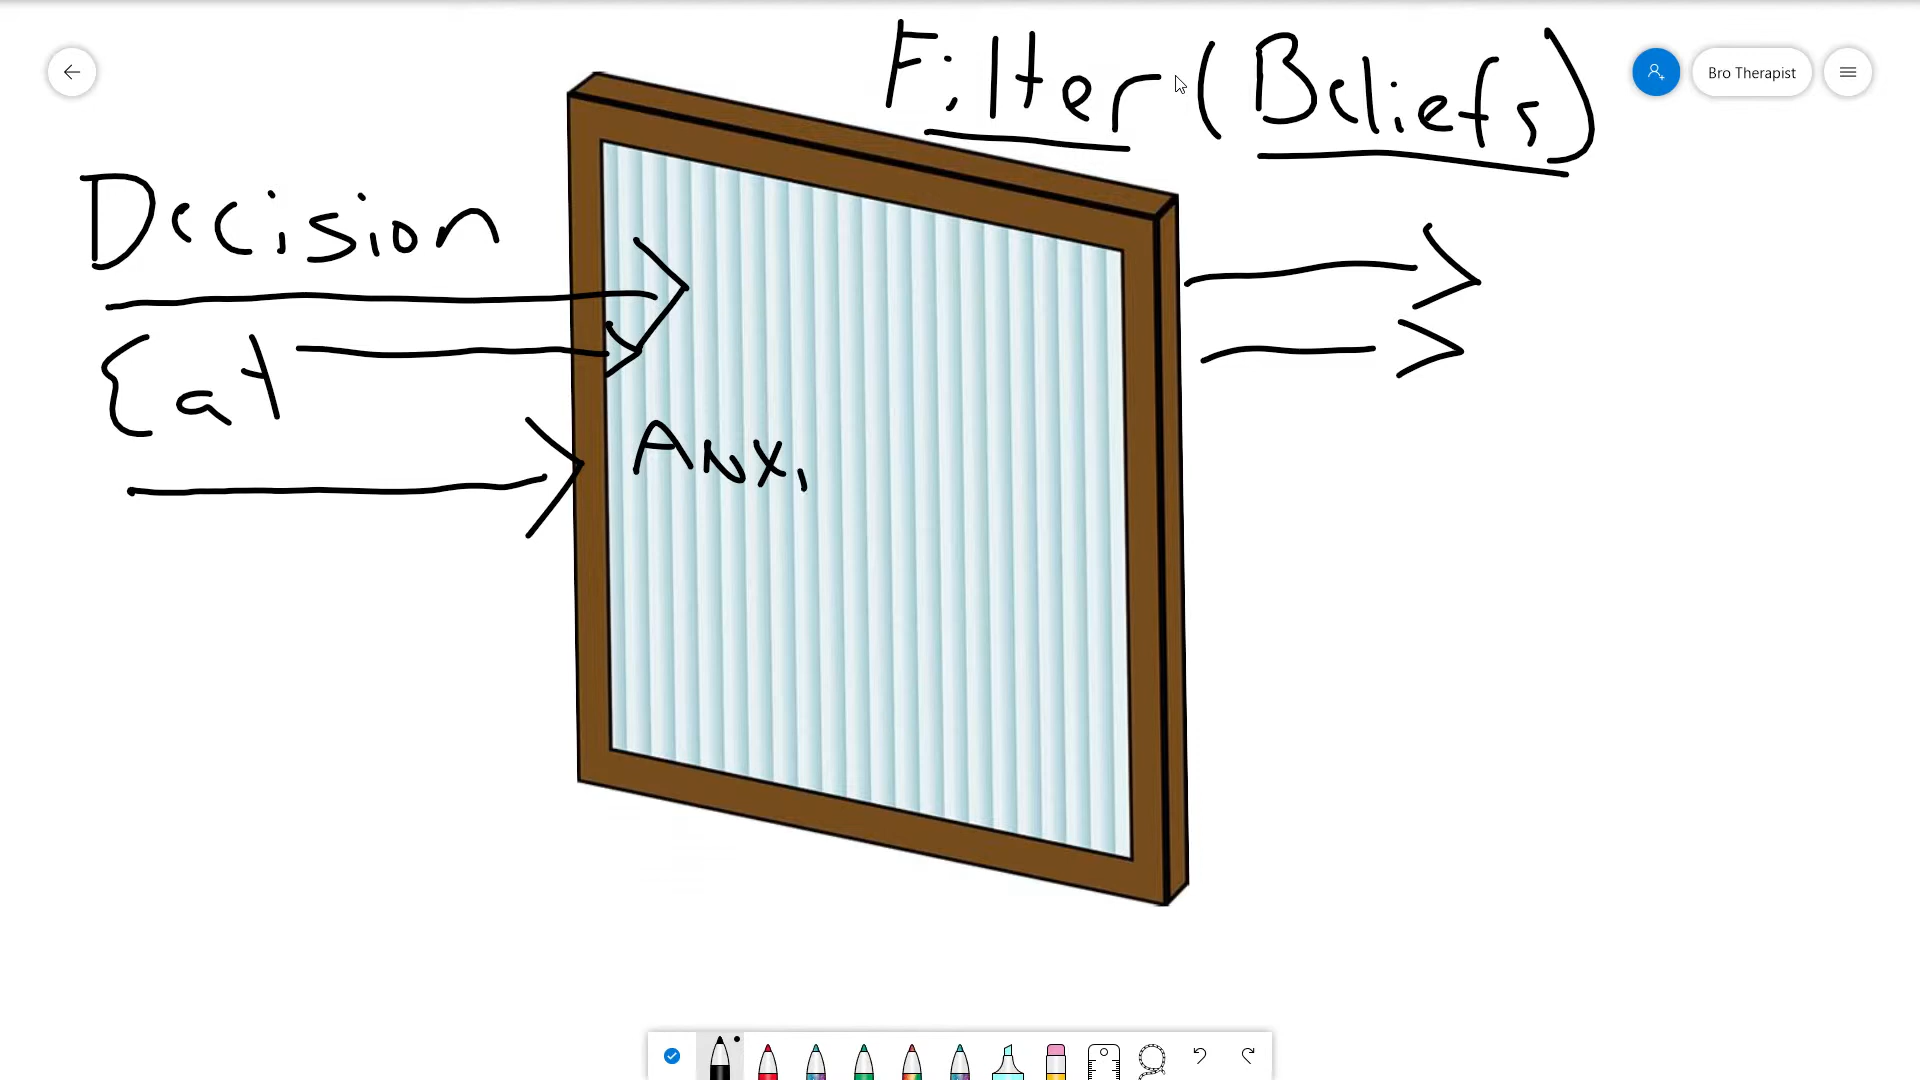 Filter (Beliefs)
Bro Therapist
Decision
Eat
Anx,